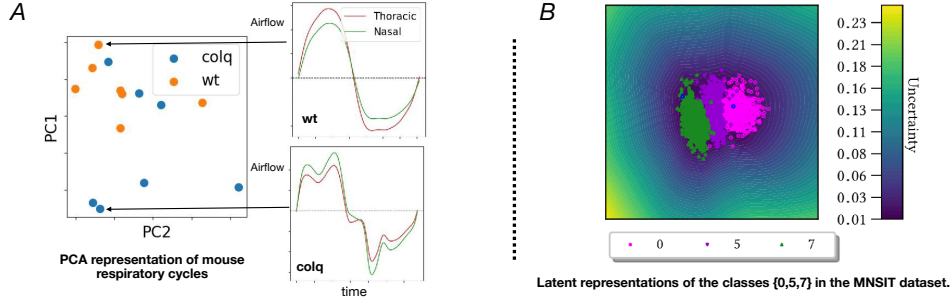 A
Airflow
Thoracic
Nasal
wt
colq
wt
PC1
PC2
Airflow
colq
time
PCA representation of mouse
respiratory cycles
B
0.23
0.21
0.18
0.16
0.13
0.11
0.08
0.06
0.03
0.01
Uncertainty
0 5 7
Latent representations of the classes {0,5,7} in the MNSIT dataset.